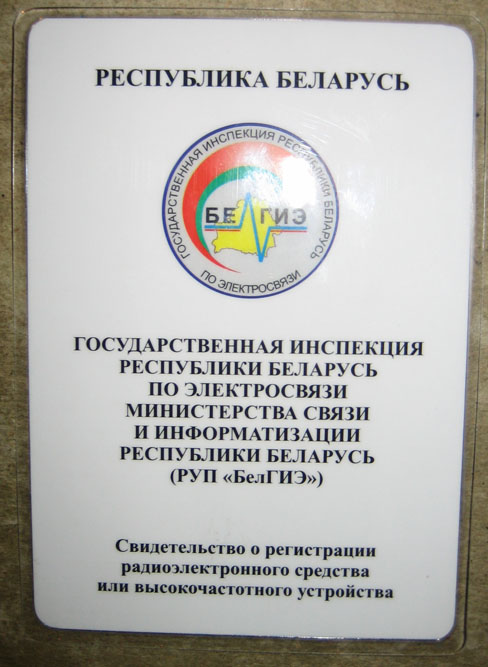 РЕСПУБЛИКА БЕЛАРУСЬ
ГОСУДАРСТВЕННАЯ ИНСПЕКЦИЯ РЕСПУБЛИКИ БЕЛАРУСЬ
БЕЛГИЭ
ПО ЭЛЕКТРОСВЯЗИ
ГОСУДАРСТВЕННАЯ ИНСПЕКЦИЯ
РЕСПУБЛИКИ БЕЛАРУСЬ
ПО ЭЛЕКТРОСВЯЗИ
МИНИСТЕРСТВА СВЯЗИ
И ИНФОРМАТИЗАЦИИ
РЕСПУБЛИКИ БЕЛАРУСЬ
(РУП «БелГИЭ»)
Свидетельство о регистрации
радиоэлектронного средства
или высокочастотного устройства